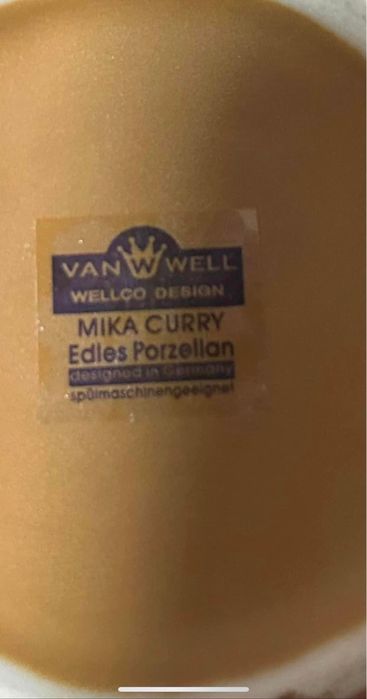 VAN W WELL
WELLCO DESIGN
MIKA CURRY
Edles Porzellan
designed in Germany
spülmaschinengeeignet